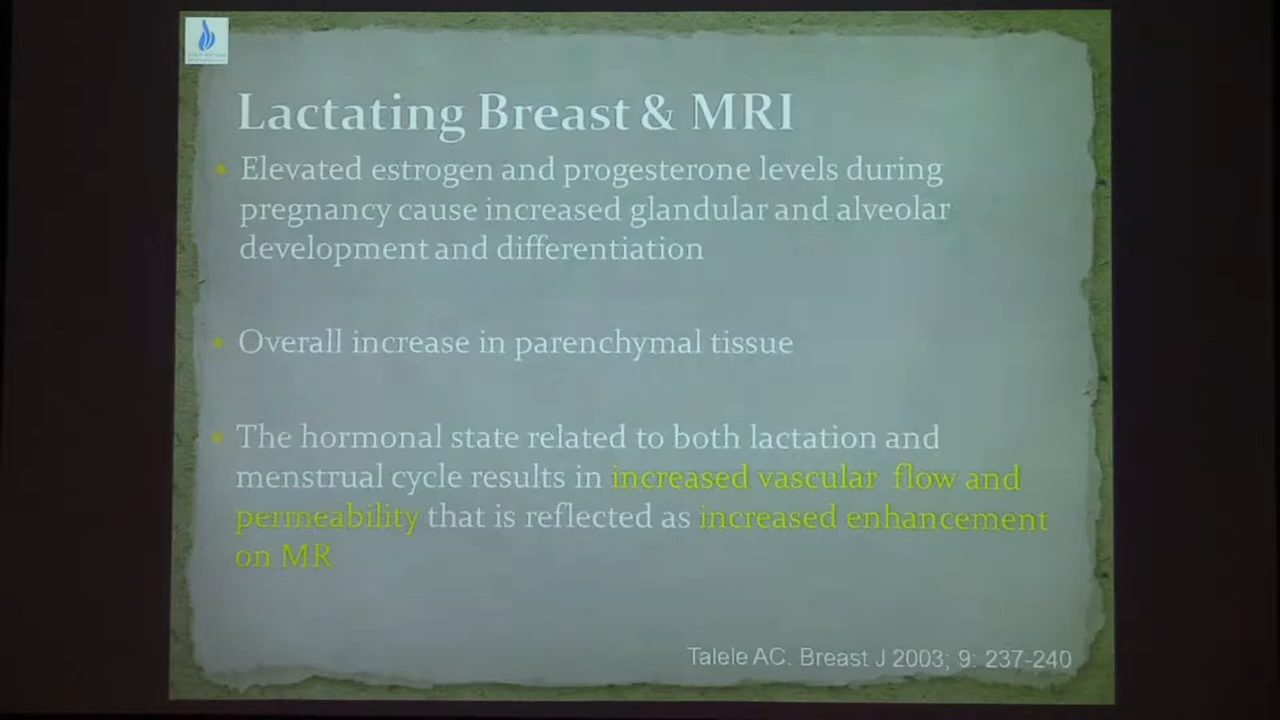 Lactating Breast & MRI
• Elevated estrogen and progesterone levels during
pregnancy cause increased glandular and alveolar
development and differentiation
• Overall increase in parenchymal tissue
• The hormonal state related to both lactation and
menstrual cycle results in increased vascular flow and
permeability that is reflected as increased enhancement
on MR
Talele AC. Breast J 2003; 9: 237-240